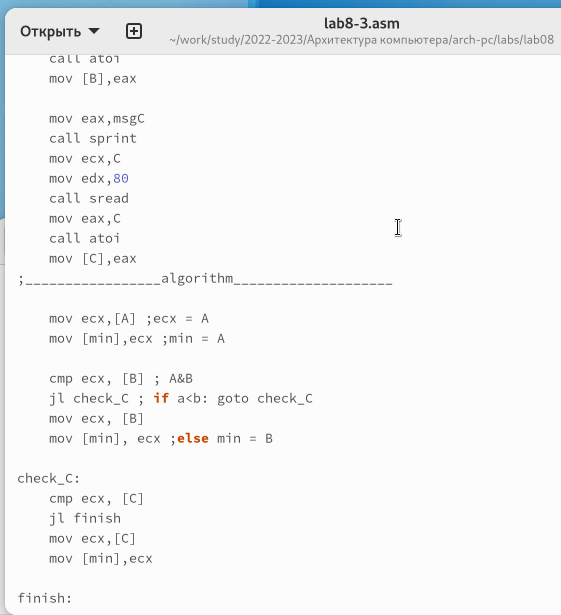 Открыть
lab8-3.asm
~/work/study/2022-2023/Архитектура компьютера/arch-pc/labs/lab08
call atoi
mov [B],eax
mov eax,msgC
call sprint
mov ecx,C
mov edx,80
call sread
mov eax,C
call atoi
mov [C],eax
;_________________algorithm____________________
mov ecx,[A] ;ecx = A
mov [min],ecx ;min = A
cmp ecx, [B] ; A&B
jl check_C ; if a<b: goto check_C
mov ecx, [B]
mov [min], ecx ;else min = B
check_C:
cmp ecx, [C]
jl finish
mov ecx,[C]
mov [min],ecx
finish: